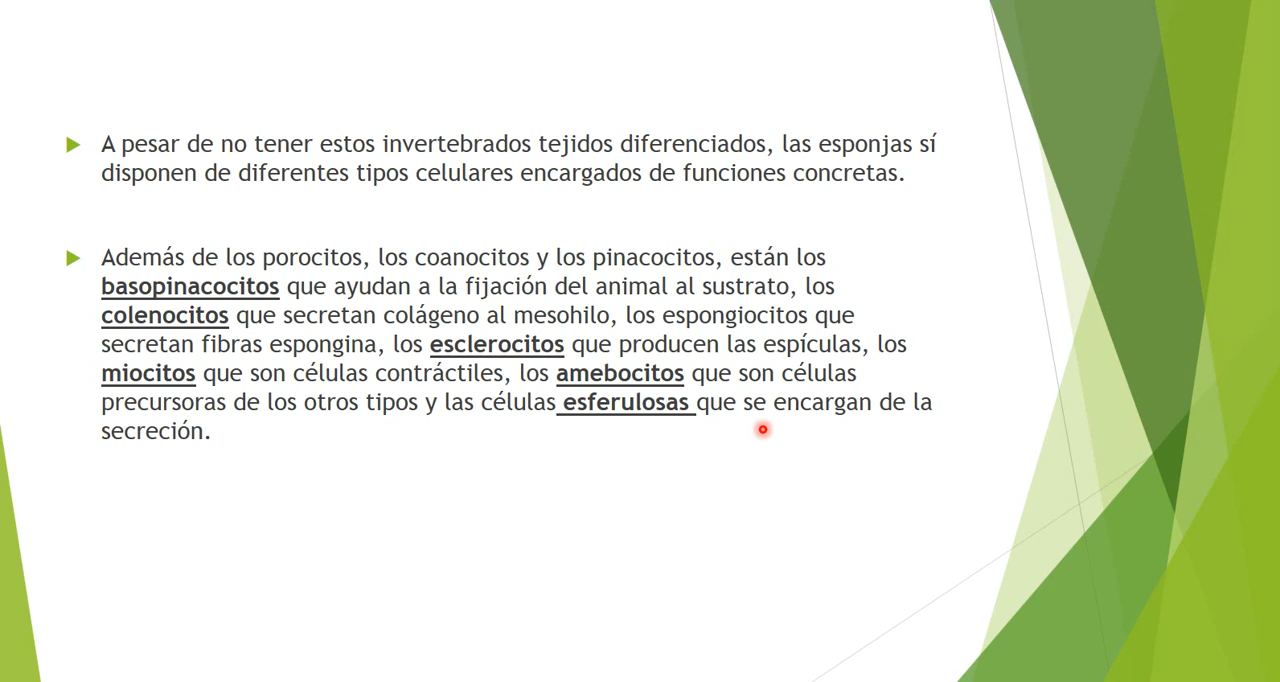 A pesar de no tener estos invertebrados tejidos diferenciados, las esponjas sí
disponen de diferentes tipos celulares encargados de funciones concretas.
Además de los porocitos, los coanocitos y los pinacocitos, están los
basopinacocitos que ayudan a la fijación del animal al sustrato, los
colenocitos que secretan colágeno al mesohilo, los espongiocitos que
secretan fibras espongina, los esclerocitos que producen las espículas, los
miocitos que son células contráctiles, los amebocitos que son células
precursoras de los otros tipos y las células esferulosas que se encargan de la
secreción.